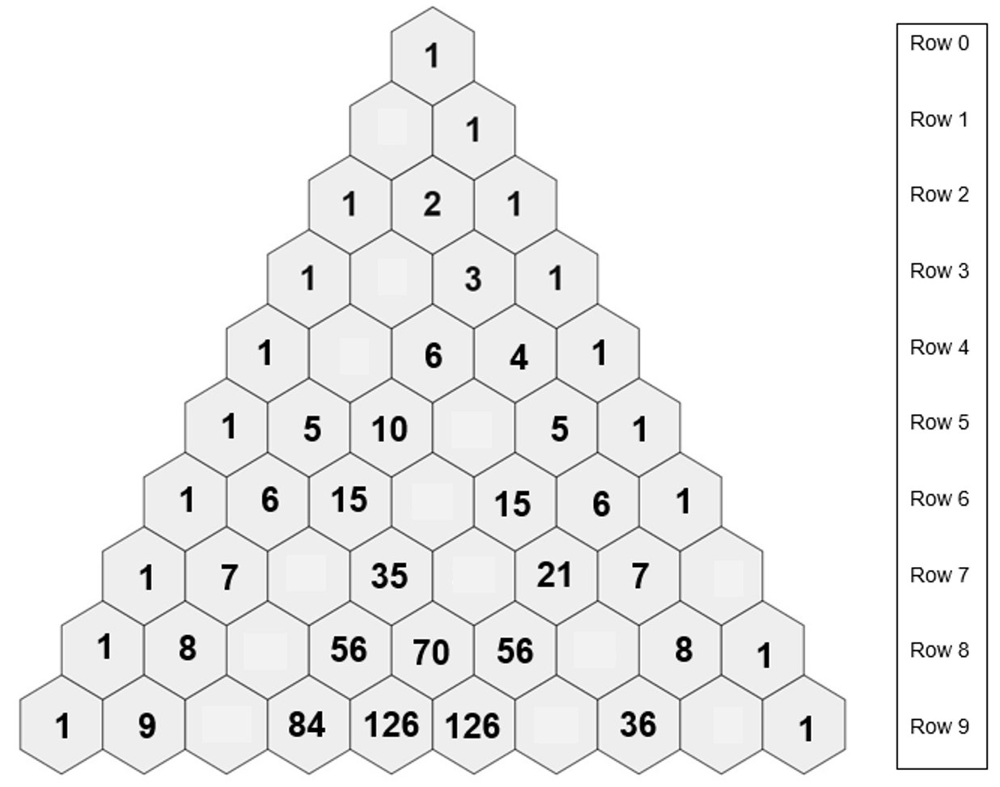 1 Row 0
1 Row 1
1 2 1 Row 2
1 3 1 Row 3
1 6 4 1 Row 4
1 5 10 5 1 Row 5
1 6 15 15 6 1 Row 6
1 7 35 21 7 Row 7
1 8 56 70 56 8 1 Row 8
1 9 84 126 126 36 1 Row 9